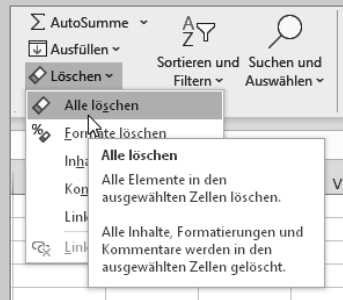 AutoSumme
Ausfüllen
Löschen
Sortieren und Filtern
Suchen und Auswählen
Alle löschen
Formate löschen
Alle löschen
Alle Elemente in den
ausgewählten Zellen löschen.
Alle Inhalte, Formatierungen und
Kommentare werden in den
ausgewählten Zellen gelöscht.
V